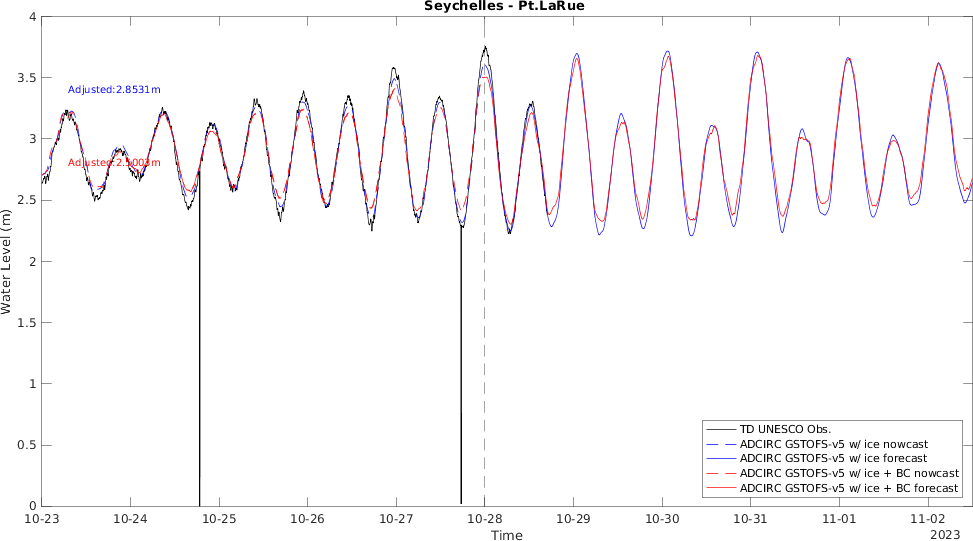 Seychelles - Pt.LaRue
4
3.5
3
2.5
2
1.5
1
0.5
0
Water Level (m)
Adjusted:2.8531m
TD UNESCO Obs.
ADCIRC GSTOFS-v5 w/ ice nowcast
ADCIRC GSTOFS-v5 w/ ice forecast
ADCIRC GSTOFS-v5 w/ ice + BC nowcast
ADCIRC GSTOFS-v5 w/ ice + BC forecast
10-23 10-24 10-25 10-26 10-27 10-28 10-29 10-30 10-31 11-01 11-02
Time
2023